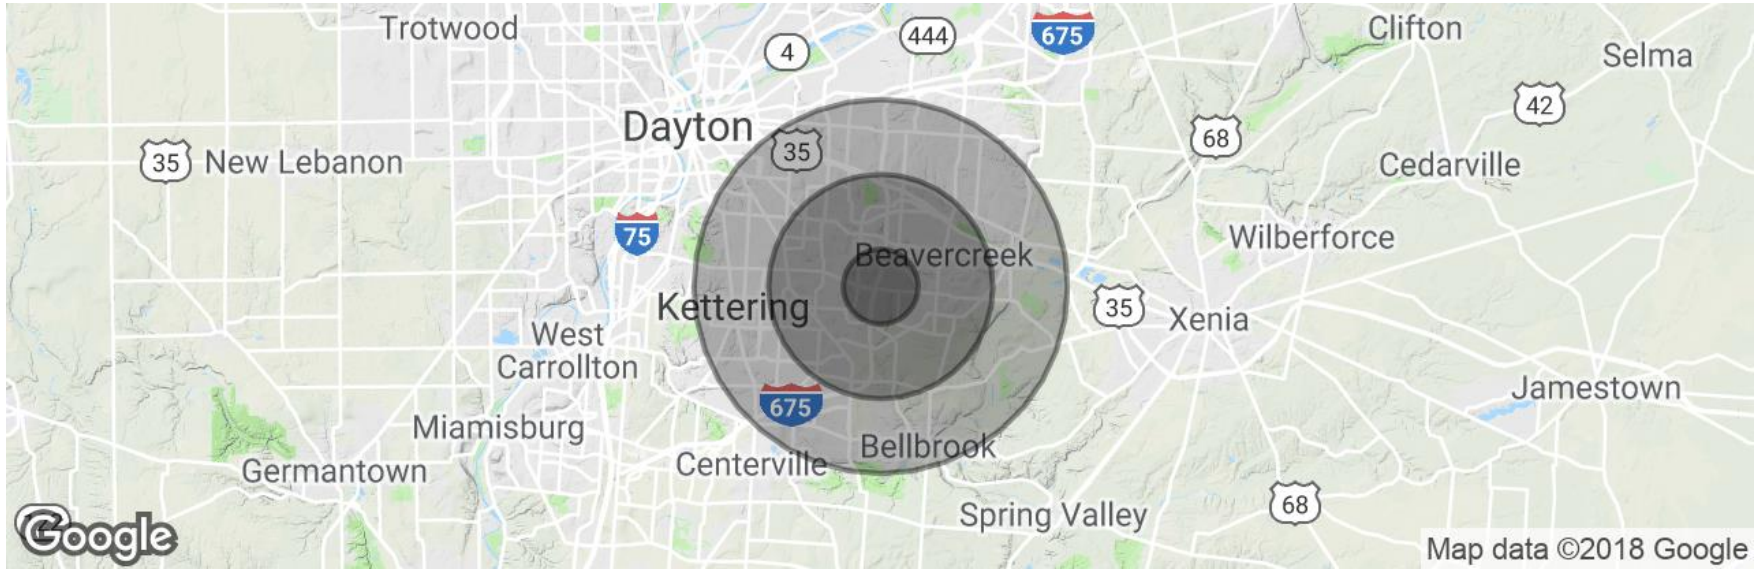 Trotwood
4
444
675
Clifton
Selma
42
Dayton
35
68
35
New Lebanon
Cedarville
75
Beavercreek
Wilberforce
Kettering
35
Xenia
West
Carrollton
675
Jamestown
Miamisburg
Bellbrook
Centerville
Germantown
68
Spring Valley
Google
Map data ©2018 Google